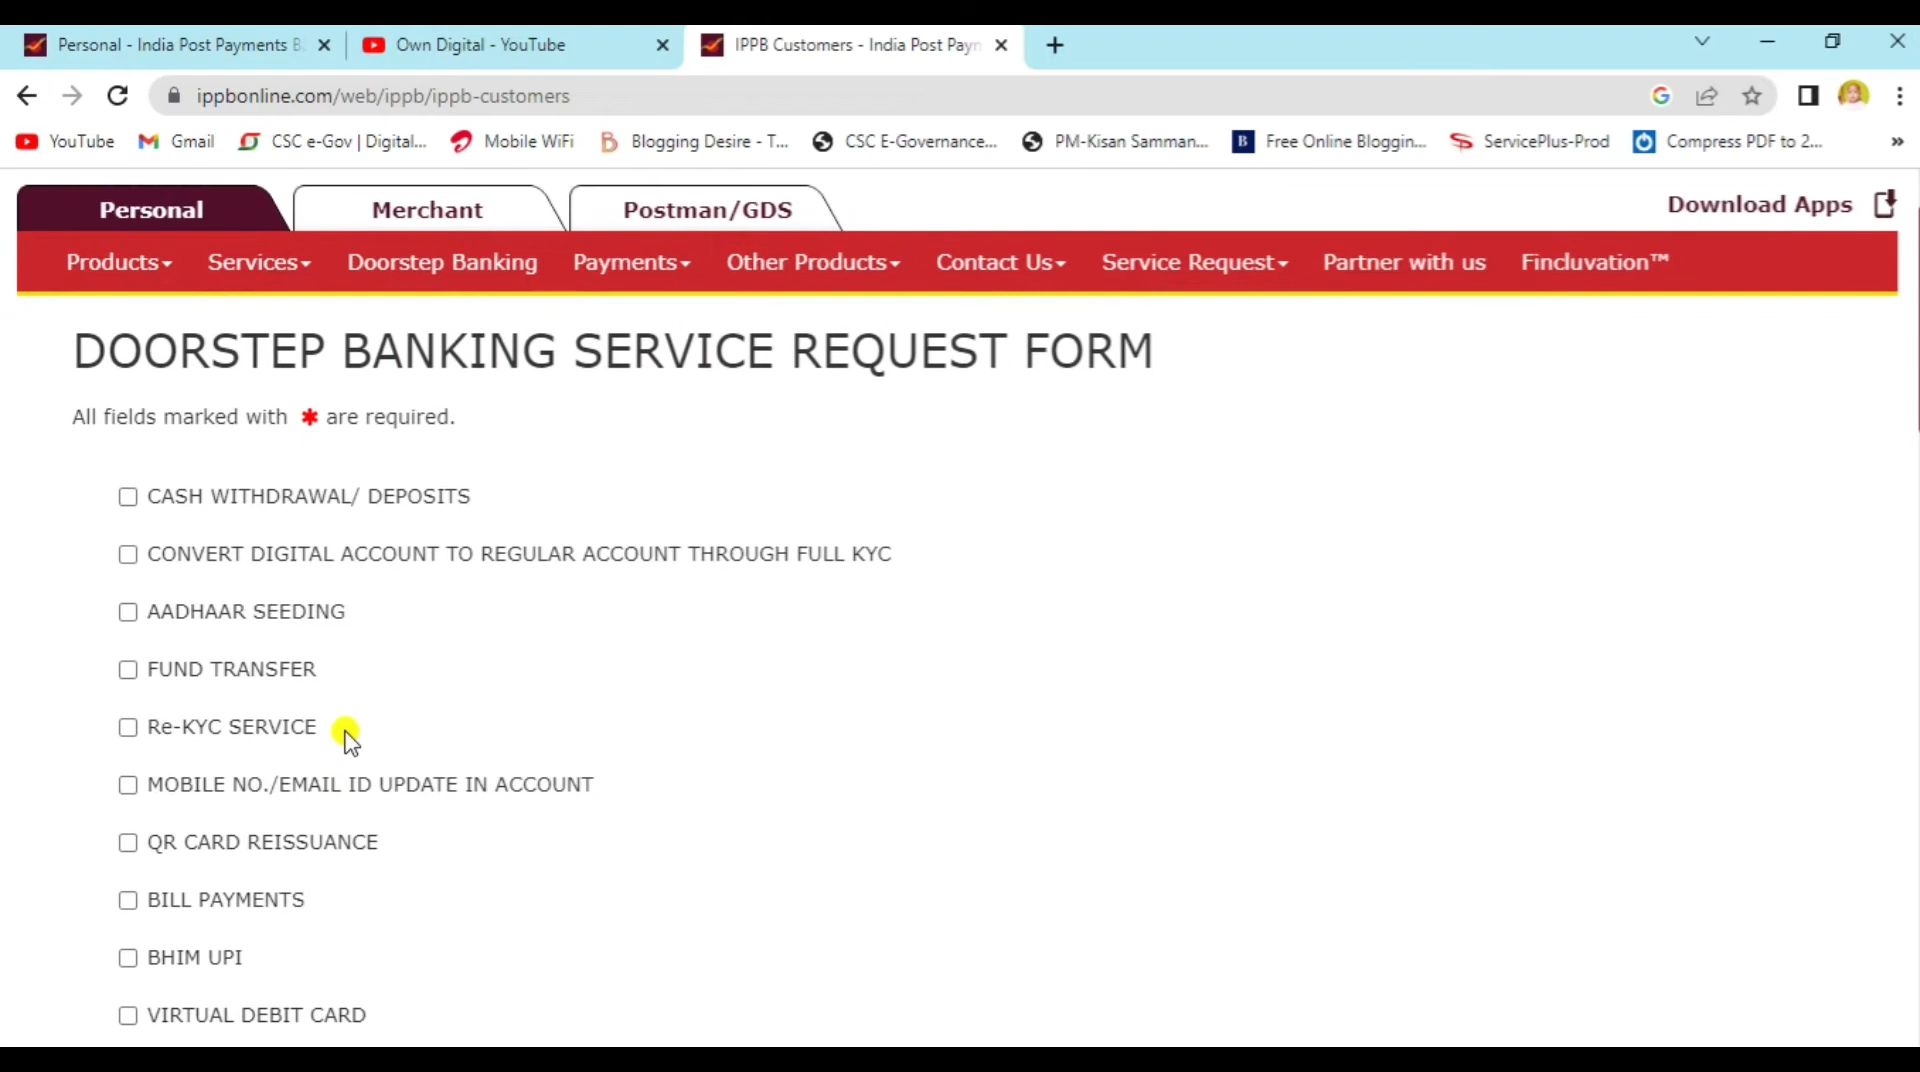 Personal - India Post Payments B
Own Digital - YouTube
IPPB Customers - India Post Paym
ippbonline.com/web/ippb/ippb-customers
YouTube
Gmail
CSC e-Gov | Digital...
Mobile WiFi
Blogging Desire - T...
CSC E-Governance...
PM-Kisan Samman...
Free Online Bloggin...
ServicePlus-Prod
Compress PDF to 2...
Personal
Merchant
Postman/GDS
Download Apps
Products
Services
Doorstep Banking
Payments
Other Products
Contact Us
Service Request
Partner with us
Fincluvation™
DOORSTEP BANKING SERVICE REQUEST FORM
All fields marked with * are required.
CASH WITHDRAWAL/ DEPOSITS
CONVERT DIGITAL ACCOUNT TO REGULAR ACCOUNT THROUGH FULL KYC
AADHAAR SEEDING
FUND TRANSFER
Re-KYC SERVICE
MOBILE NO./EMAIL ID UPDATE IN ACCOUNT
QR CARD REISSUANCE
BILL PAYMENTS
BHIM UPI
VIRTUAL DEBIT CARD